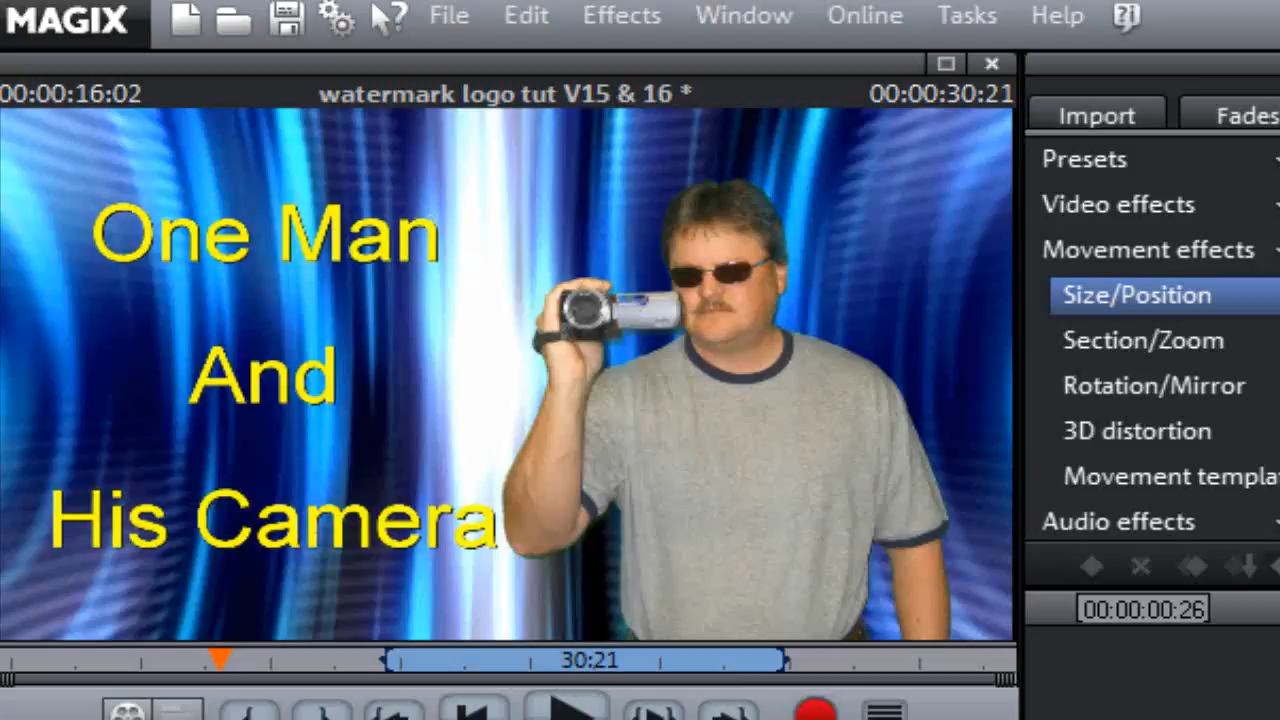 MAGIX File Edit Effects Window Online Tasks Help
00:00:16:02 watermark logo tut V15 & 16 * 00:00:30:21
Import Fades
Presets
Video effects
Movement effects
Size/Position
Section/Zoom
Rotation/Mirror
3D distortion
Movement templa
Audio effects
00:00:00:26
One Man
And
His Camera
30:21